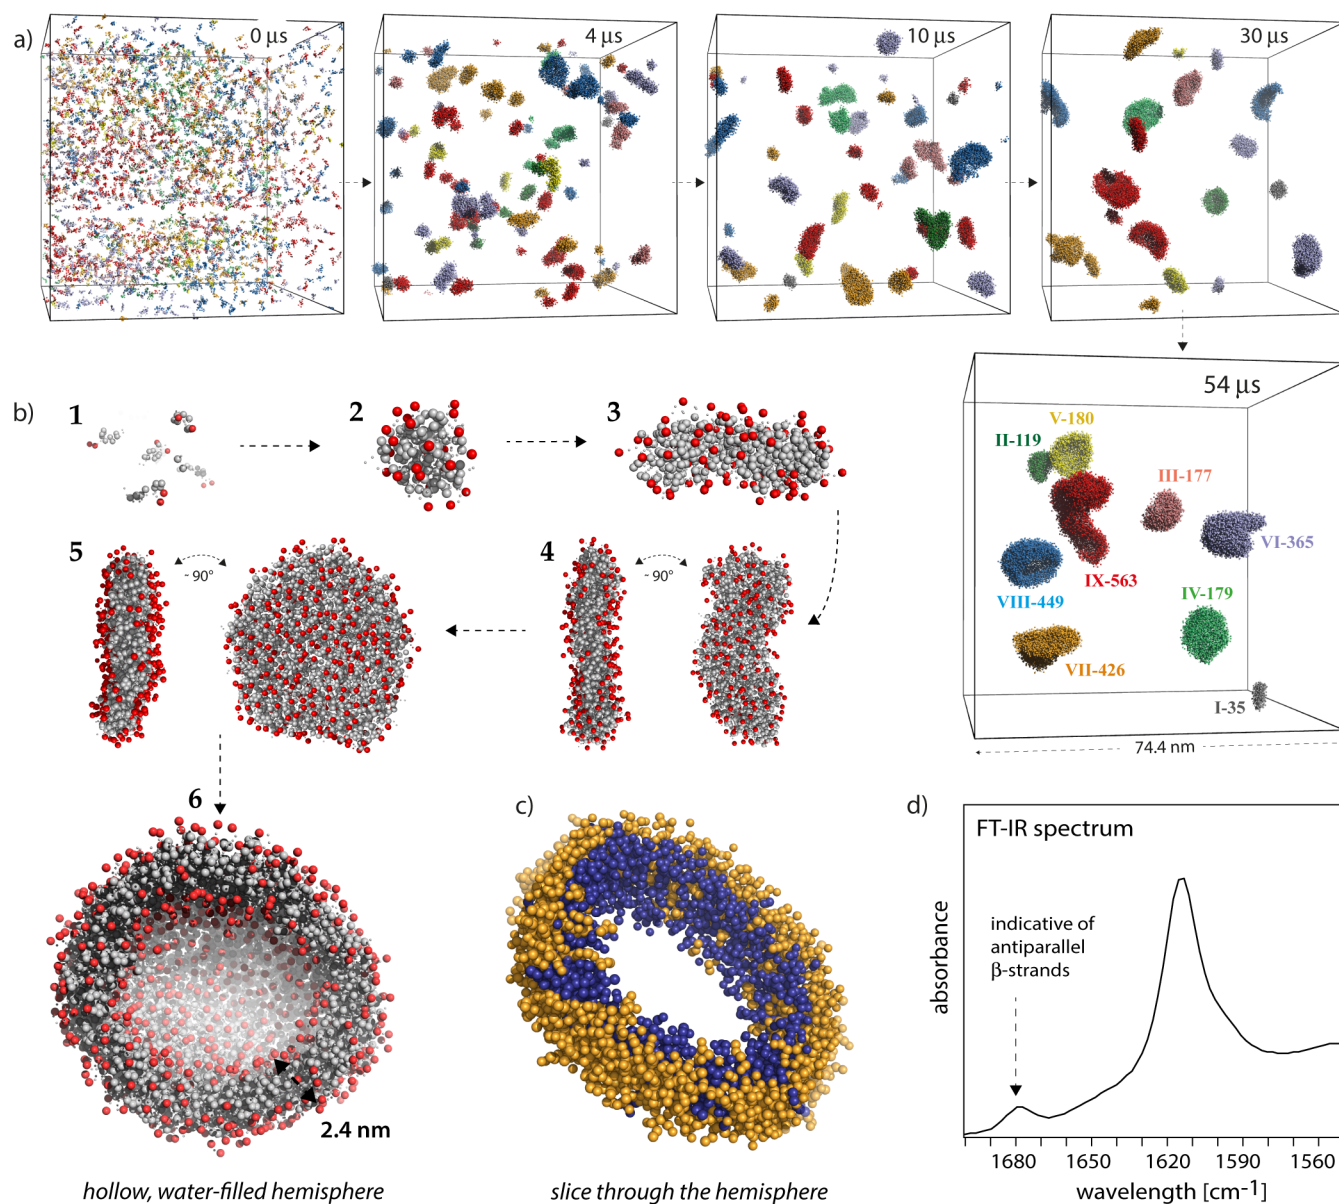 a)
0 µs
4 µs
10 µs
30 µs
54 µs
V-180
II-119
III-177
VI-365
IX-563
VIII-449
IV-179
VII-426
I-35
74.4 nm
b)
1
2
3
5
~90°
4
~90°
6
2.4 nm
hollow, water-filled hemisphere
c)
slice through the hemisphere
d)
FT-IR spectrum
indicative of
antiparallel
β-strands
absorbance
1680 1650 1620 1590 1560
wavelength [cm-1]